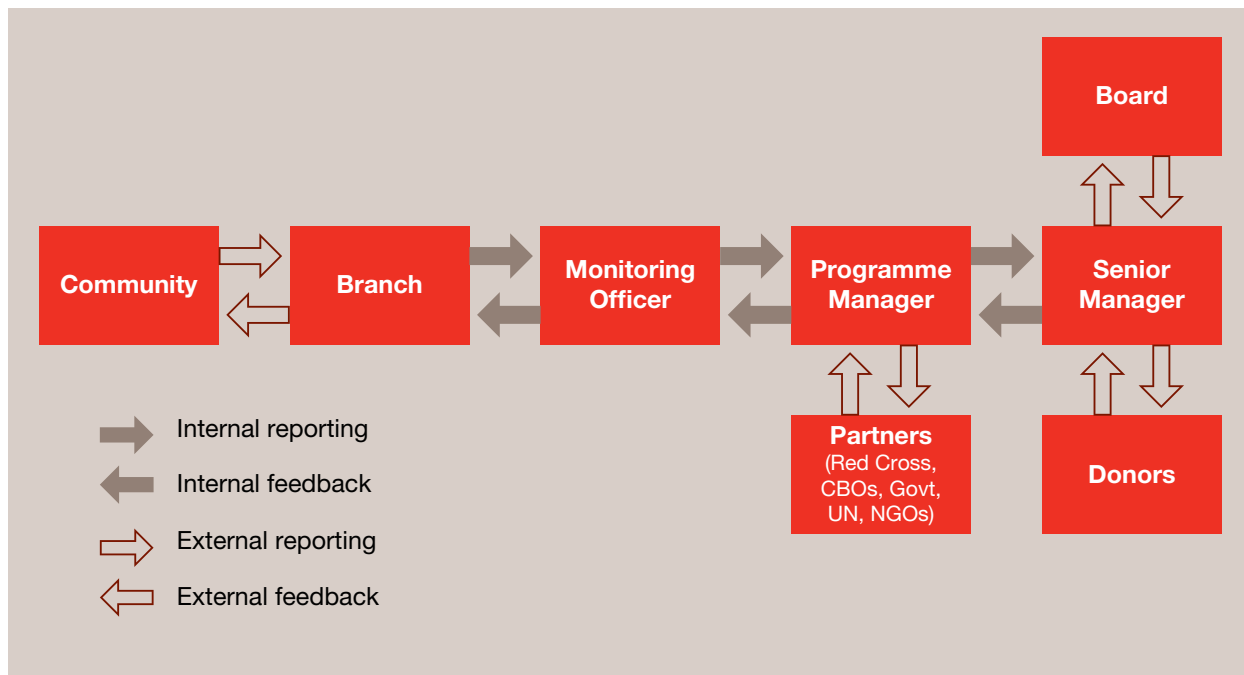 Board
Community
Branch
Monitoring
Officer
Programme
Manager
Senior
Manager
Partners
(Red Cross,
CBOs, Govt,
UN, NGOs)
Donors
Internal reporting
Internal feedback
External reporting
External feedback